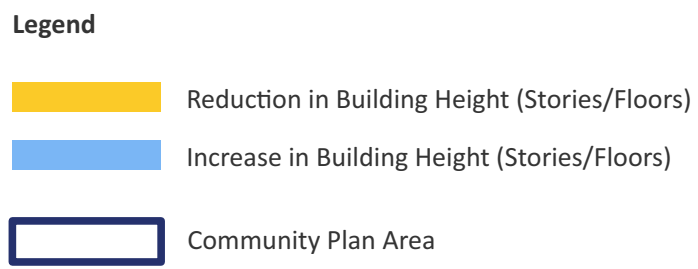 Legend
Reduction in Building Height (Stories/Floors)
Increase in Building Height (Stories/Floors)
Community Plan Area